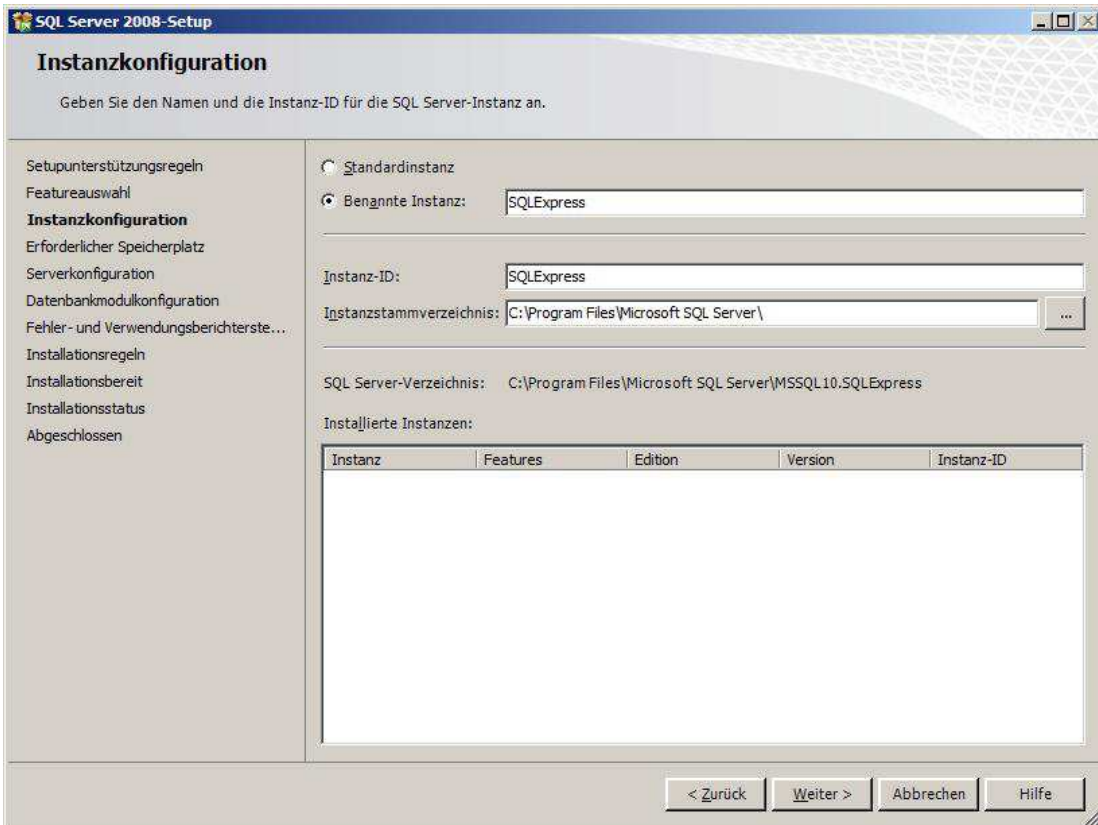 SQL Server 2008-Setup
Instanzkonfiguration
Geben Sie den Namen und die Instanz-ID für die SQL Server-Instanz an.
Setupunterstützungsregeln
Featureauswahl
Instanzkonfiguration
Erforderlicher Speicherplatz
Serverkonfiguration
Datenbankmodulkonfiguration
Fehler- und Verwendungsberichterste...
Installationsregeln
Installationsbereit
Installationsstatus
Abgeschlossen
Standardinstanz
Benannte Instanz: SQLExpress
Instanz-ID: SQLExpress
Instanzstammverzeichnis: C:\Program Files\Microsoft SQL Server\ ...
SQL Server-Verzeichnis: C:\Program Files\Microsoft SQL Server\MSSQL10.SQLExpress
Installierte Instanzen:
Instanz Features Edition Version Instanz-ID
< Zurück Weiter > Abbrechen Hilfe